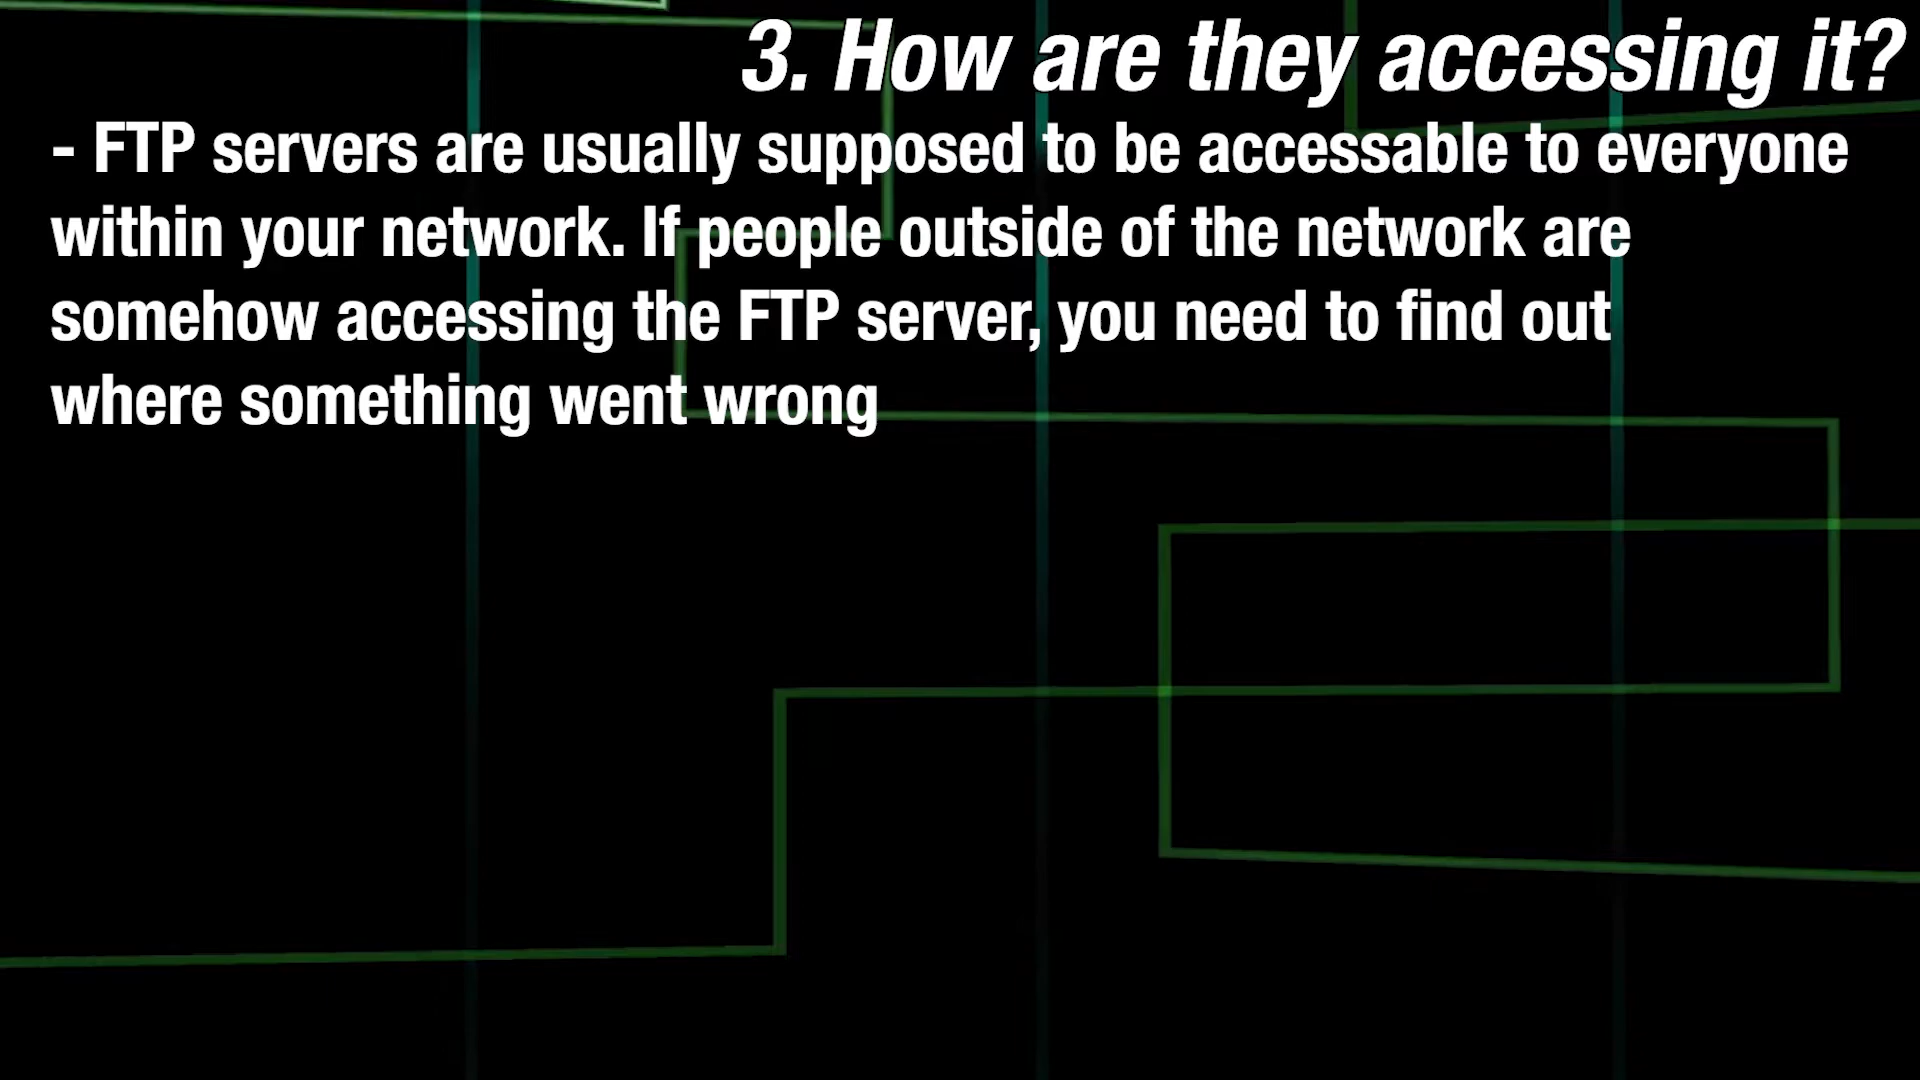 3. How are they accessing it?
- FTP servers are usually supposed to be accessable to everyone
within your network. If people outside of the network are
somehow accessing the FTP server, you need to find out
where something went wrong